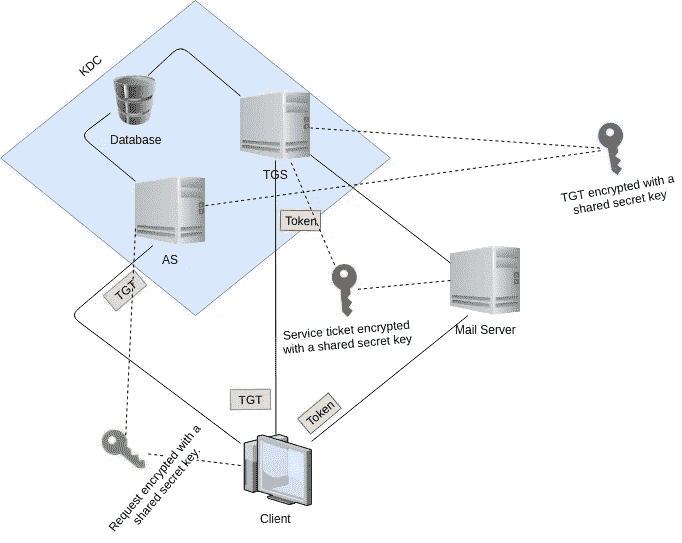 KDC
Database
TGS
TGT encrypted with a
shared secret key
Token
AS
TGT
Service ticket encrypted
with a shared secret key
Mail Server
TGT
Token
Request encrypted with a
shared secret key.
Client